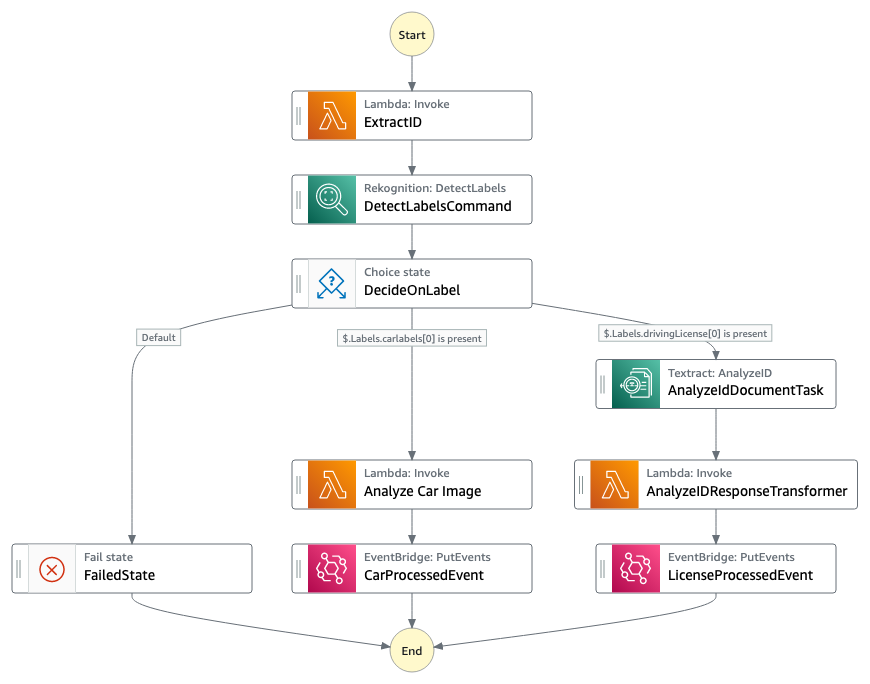 Start
Lambda: Invoke
ExtractID
Rekognition: DetectLabels
DetectLabelsCommand
Choice state
DecideOnLabel
Default
$.Labels.carlabels[0] is present
$.Labels.drivingLicense[0] is present
Textract: AnalyzeID
AnalyzeIdDocumentTask
Lambda: Invoke
Analyze Car Image
Lambda: Invoke
AnalyzeIDResponseTransformer
Fail state
FailedState
EventBridge: PutEvents
CarProcessedEvent
EventBridge: PutEvents
LicenseProcessedEvent
End